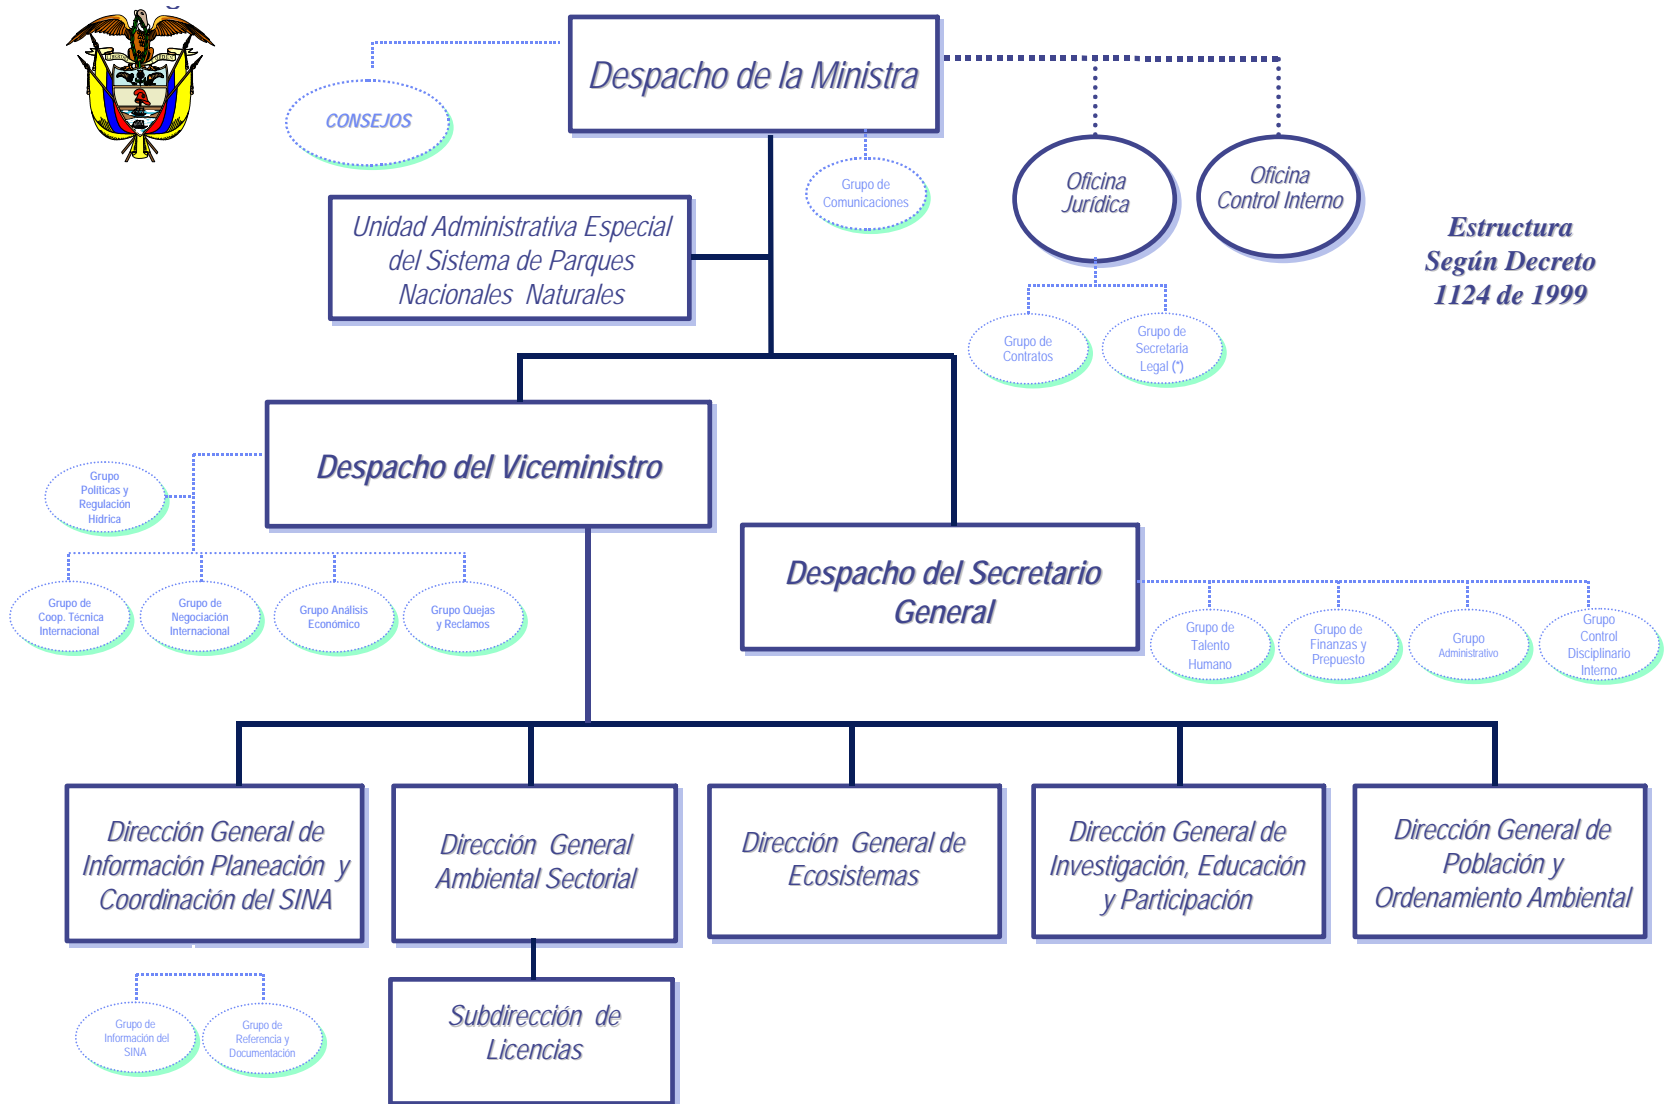 Despacho de la Ministra
CONSEJOS
Grupo de
Comunicaciones
Oficina
Jurídica
Oficina
Control Interno
Unidad Administrativa Especial
del Sistema de Parques
Nacionales Naturales
Estructura
Según Decreto
1124 de 1999
Grupo de
Contratos
Grupo de
Secretaria
Legal (*)
Despacho del Viceministro
Grupo
Políticas y
Regulación
Hídrica
Despacho del Secretario
General
Grupo de
Coop. Técnica
Internacional
Grupo de
Negociación
Internacional
Grupo Análisis
Económico
Grupo Quejas
y Reclamos
Grupo de
Talento
Humano
Grupo de
Finanzas y
Prepuesto
Grupo
Administrativo
Grupo
Control
Disciplinario
Interno
Dirección General de
Información Planeación y
Coordinación del SINA
Dirección General
Ambiental Sectorial
Dirección General de
Ecosistemas
Dirección General de
Investigación, Educación
y Participación
Dirección General de
Población y
Ordenamiento Ambiental
Grupo de
Información del
SINA
Grupo de
Referencia y
Documentación
Subdirección de
Licencias